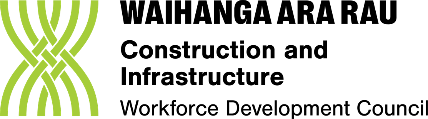 WAIHANGA ARA RAU
Construction and
Infrastructure
Workforce Development Council